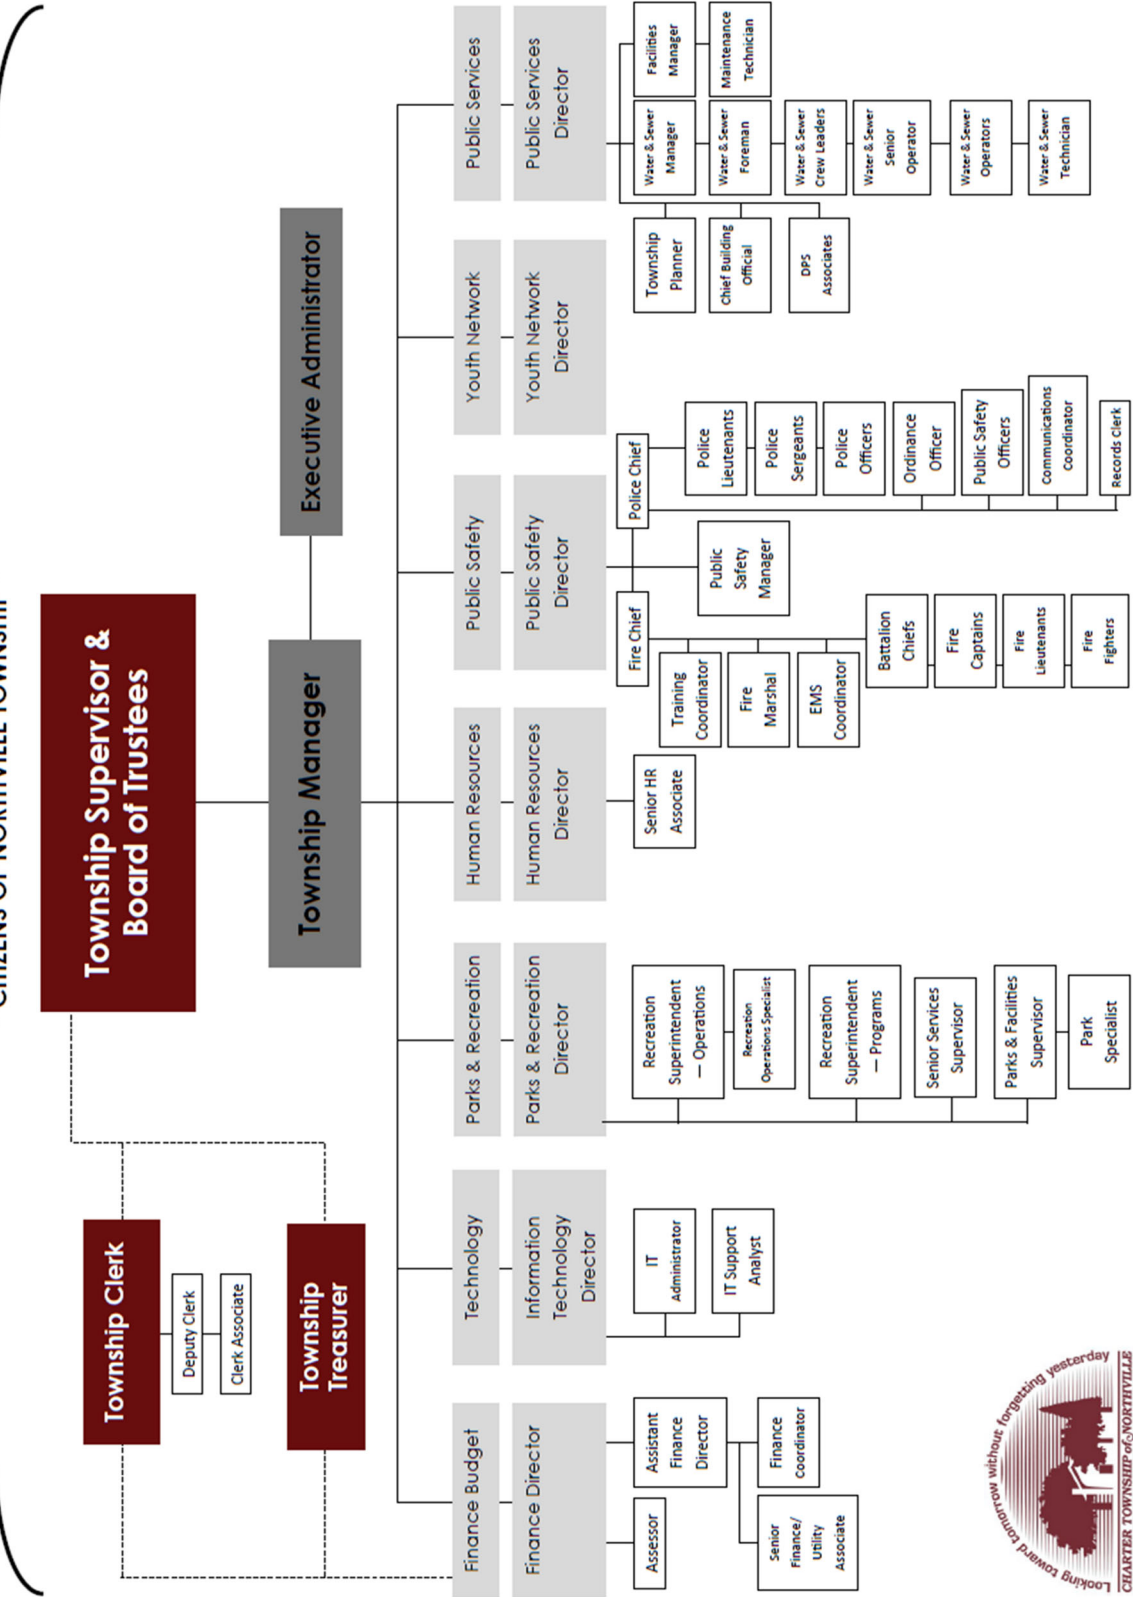 Township Supervisor &
Board of Trustees
Township Clerk
Deputy Clerk
Clerk Associate
Township
Treasurer
Township Manager
Executive Administrator
Finance Budget
Finance Director
Assessor
Assistant
Finance
Director
Senior
Finance/
Utility
Associate
Finance
Coordinator
Technology
Information
Technology
Director
IT
Administrator
IT Support
Analyst
Parks & Recreation
Parks & Recreation
Director
Recreation
Superintendent
— Operations
Recreation
Operations Specialist
Recreation
Superintendent
— Programs
Senior Services
Supervisor
Parks & Facilities
Supervisor
Park
Specialist
Human Resources
Human Resources
Director
Senior HR
Associate
Public Safety
Public Safety
Director
Fire Chief
Training
Coordinator
Fire
Marshal
EMS
Coordinator
Battalion
Chiefs
Fire
Captains
Fire
Lieutenants
Fire
Fighters
Public
Safety
Manager
Police Chief
Police
Lieutenants
Police
Sergeants
Police
Officers
Ordinance
Officer
Public Safety
Officers
Communications
Coordinator
Records Clerk
Youth Network
Youth Network
Director
Public Services
Public Services
Director
Township
Planner
Chief Building
Official
DPS
Associates
Water & Sewer
Manager
Water & Sewer
Foreman
Water & Sewer
Crew Leaders
Water & Sewer
Senior
Operator
Water & Sewer
Operators
Water & Sewer
Technician
Facilities
Manager
Maintenance
Technician
Looking toward tomorrow without forgetting yesterday
CHARTER TOWNSHIP of NORTHVILLE